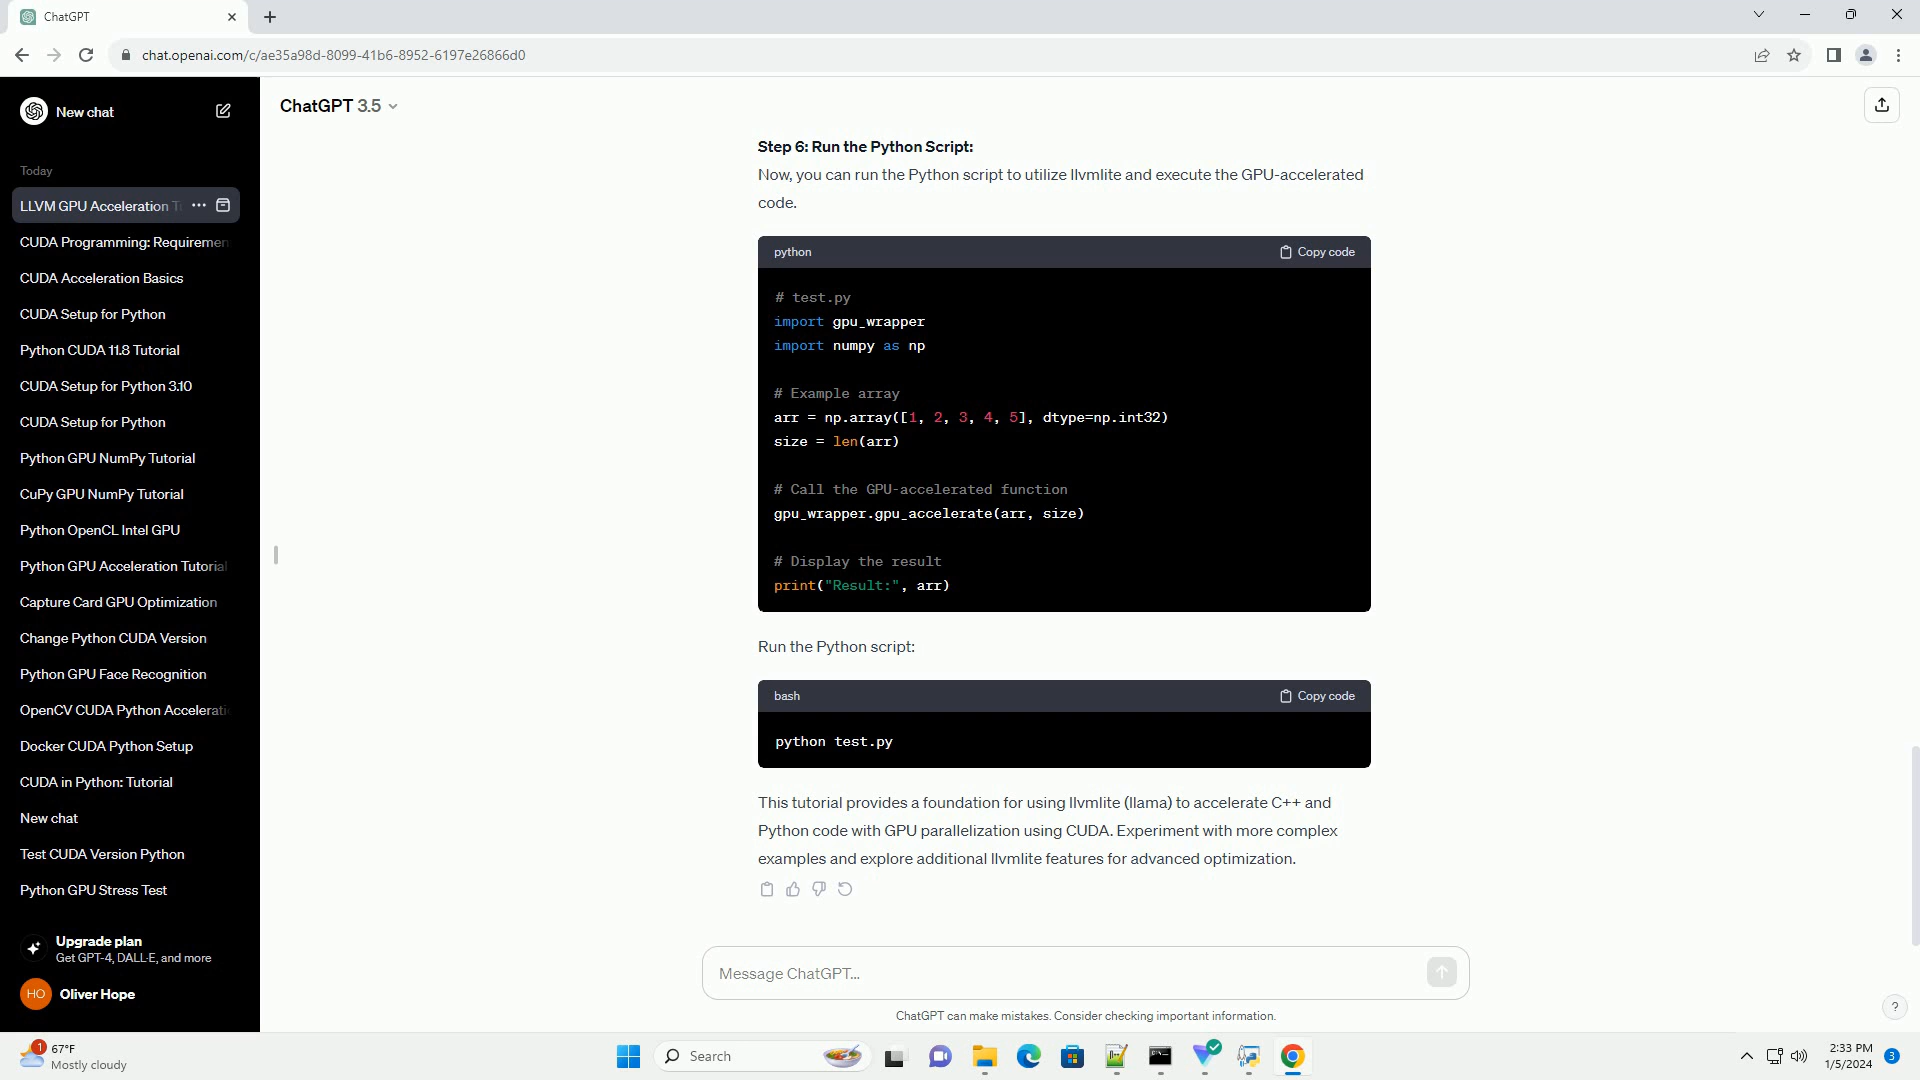 ChatGPT
chat.openai.com/c/ae35a98d-8099-41b6-8952-6197e26866d0
New chat
Today
LLVM GPU Acceleration T
CUDA Programming: Requiremen
CUDA Acceleration Basics
CUDA Setup for Python
Python CUDA 11.8 Tutorial
CUDA Setup for Python 3.10
CUDA Setup for Python
Python GPU NumPy Tutorial
CuPy GPU NumPy Tutorial
Python OpenCL Intel GPU
Python GPU Acceleration Tutorial
Capture Card GPU Optimization
Change Python CUDA Version
Python GPU Face Recognition
OpenCV CUDA Python Accelerati
Docker CUDA Python Setup
CUDA in Python: Tutorial
New chat
Test CUDA Version Python
Python GPU Stress Test
Upgrade plan
Get GPT-4, DALL·E, and more
HO Oliver Hope
ChatGPT 3.5
Step 6: Run the Python Script:
Now, you can run the Python script to utilize llvmlite and execute the GPU-accelerated
code.
python Copy code
# test.py
import gpu_wrapper
import numpy as np
# Example array
arr = np.array([1, 2, 3, 4, 5], dtype=np.int32)
size = len(arr)
# Call the GPU-accelerated function
gpu_wrapper.gpu_accelerate(arr, size)
# Display the result
print("Result:", arr)
Run the Python script:
bash Copy code
python test.py
This tutorial provides a foundation for using llvmlite (llama) to accelerate C++ and
Python code with GPU parallelization using CUDA. Experiment with more complex
examples and explore additional llvmlite features for advanced optimization.
Message ChatGPT...
ChatGPT can make mistakes. Consider checking important information.
?
1
67°F
Mostly cloudy
Search
2:33 PM
1/5/2024
3